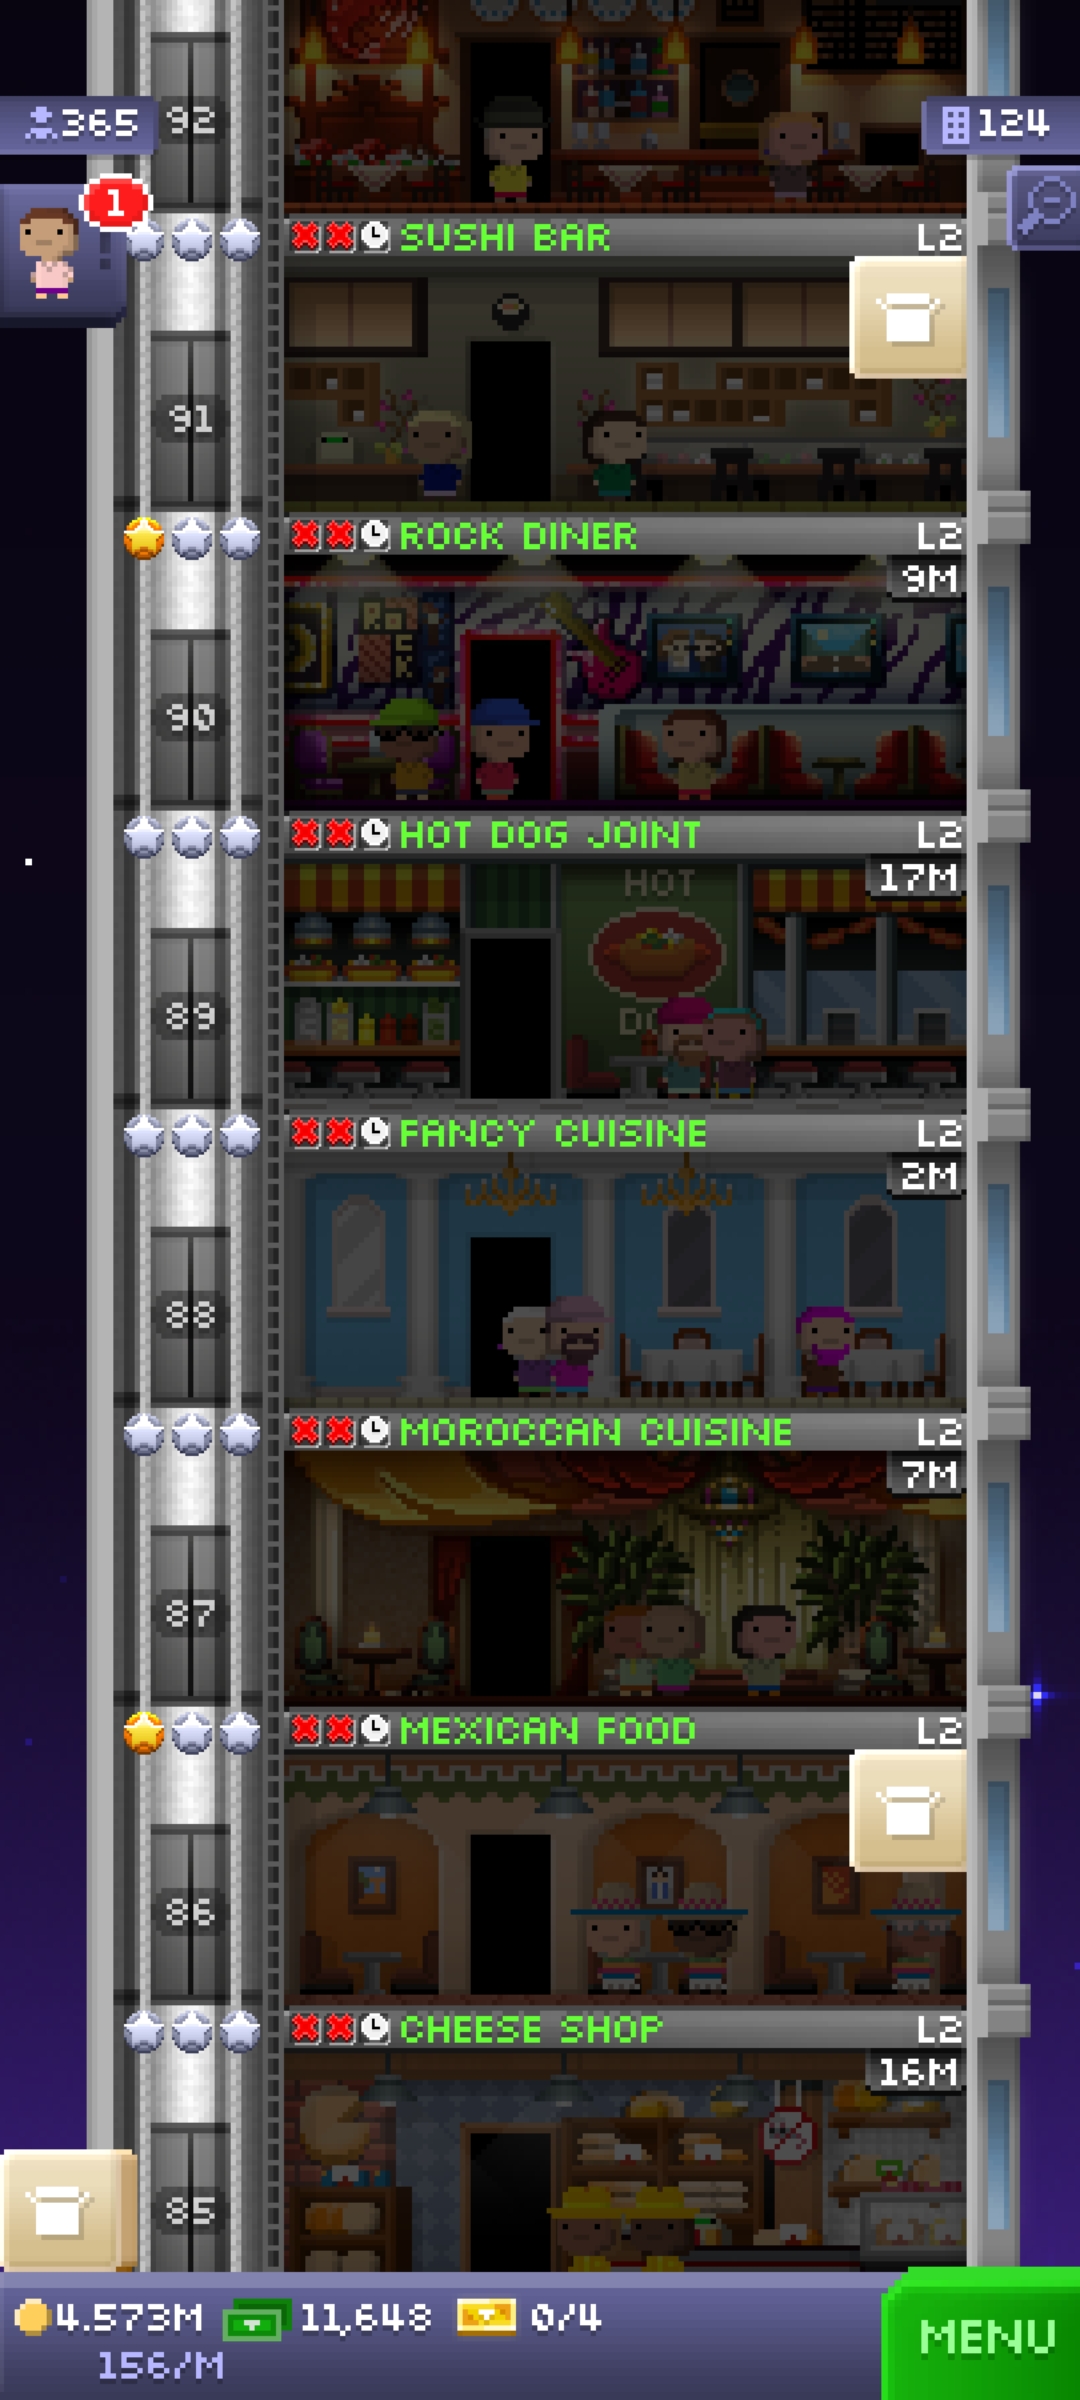 92
365
124
1
SUSHI BAR L2
91
ROCK DINER L2
9M
ROCK
90
HOT DOG JOINT L2
17M
HOT
DO
89
FANCY CUISINE L2
2M
88
MOROCCAN CUISINE L2
7M
87
MEXICAN FOOD L2
86
CHEESE SHOP L2
16M
85
4.573M 11,648 0/4
156/M
MENU